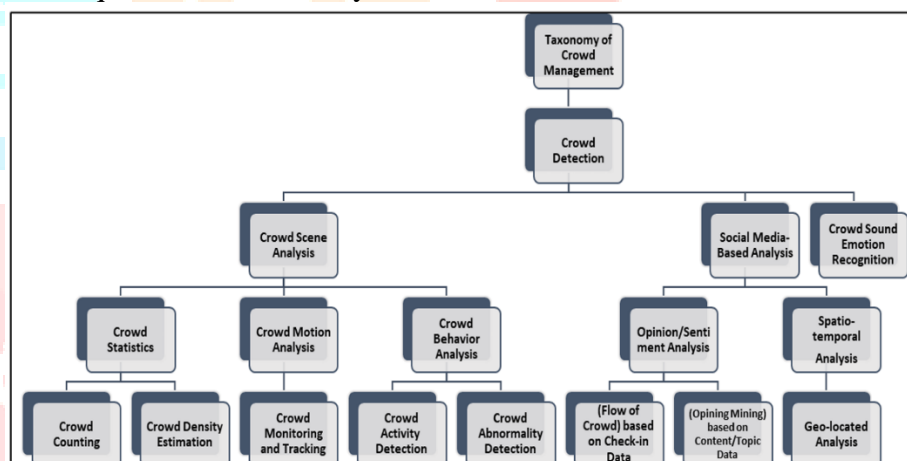 Taxonomy of
Crowd
Management
Crowd
Detection
Crowd Scene
Analysis
Social Media-
Based Analysis
Crowd Sound
Emotion
Recognition
Crowd
Statistics
Crowd Motion
Analysis
Crowd
Behavior
Analysis
Opinion/Senti
ment Analysis
Spatio-
temporal
Analysis
Crowd
Counting
Crowd Density
Estimation
Crowd
Monitoring
and Tracking
Crowd
Activity
Detection
Crowd
Abnormality
Detection
(Flow of
Crowd) based
on Check-in
Data
(Opining Mining)
based on
Content/Topic
Data
Geo-located
Analysis